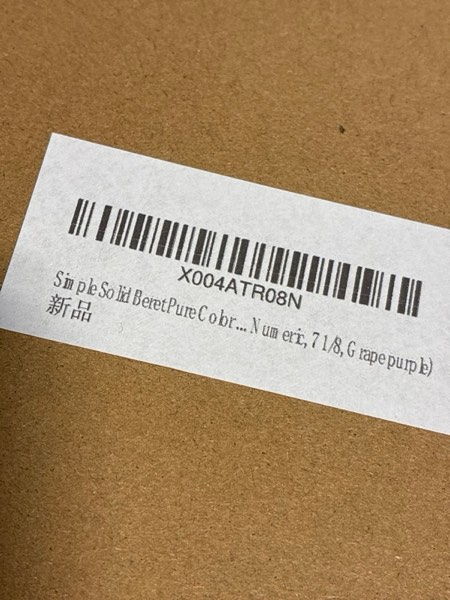 X004ATR08N
Simple Solid Beret Pure Color... Numeric, 7 1/8, Grape purple)
新品